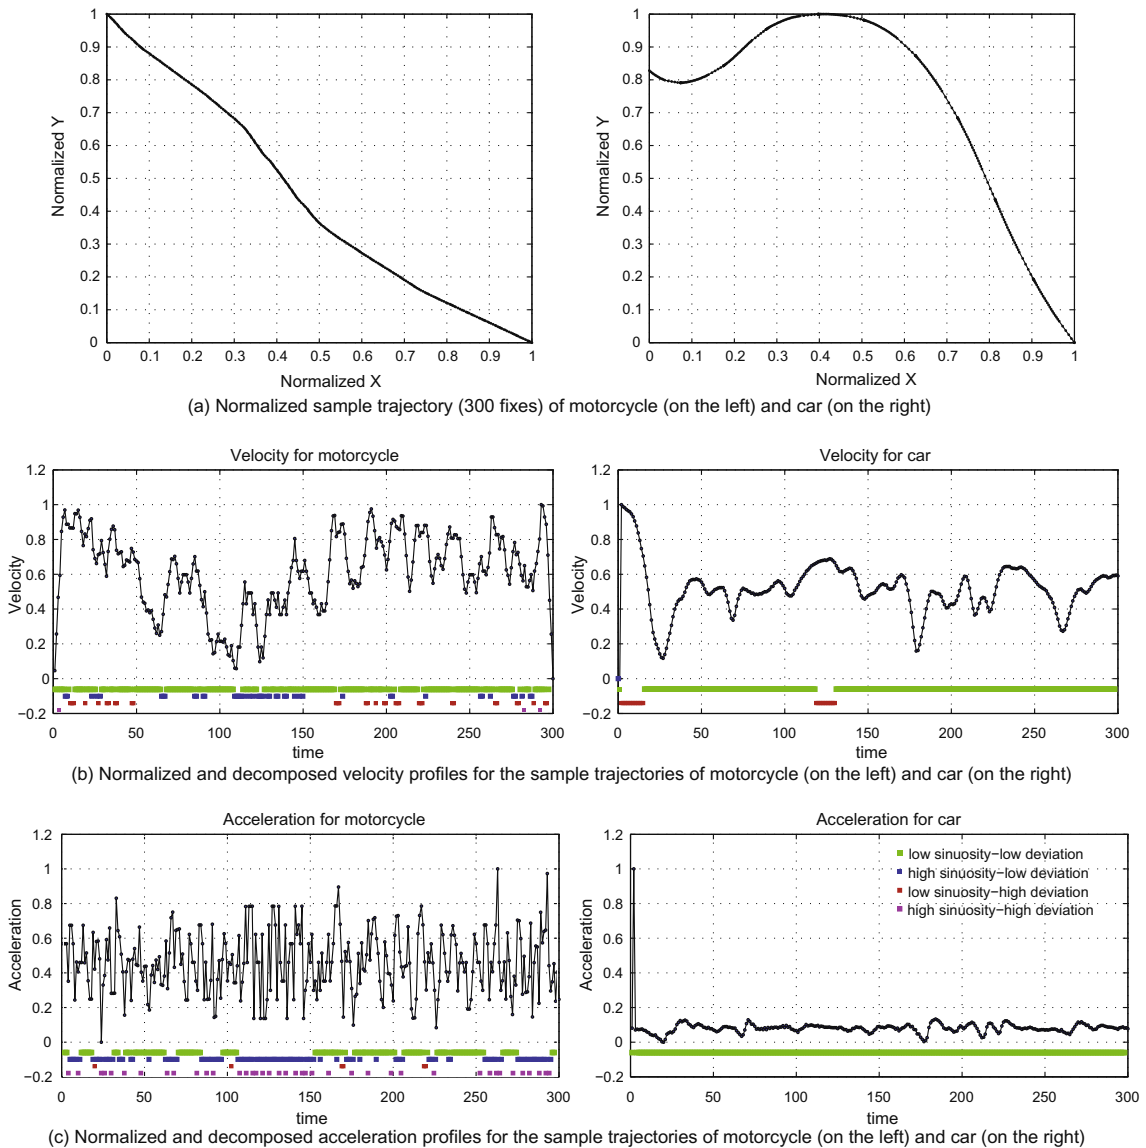 1
0.9
0.8
0.7
0.6
0.5
0.4
0.3
0.2
0.1
0
Normalized Y
0 0.1 0.2 0.3 0.4 0.5 0.6 0.7 0.8 0.9 1
Normalized X
1
0.9
0.8
0.7
0.6
0.5
0.4
0.3
0.2
0.1
0
Normalized Y
0 0.1 0.2 0.3 0.4 0.5 0.6 0.7 0.8 0.9 1
Normalized X
(a) Normalized sample trajectory (300 fixes) of motorcycle (on the left) and car (on the right)
Velocity for motorcycle
1.2
1
0.8
0.6
0.4
0.2
0
−0.2
Velocity
0 50 100 150 200 250 300
time
Velocity for car
1.2
1
0.8
0.6
0.4
0.2
0
−0.2
Velocity
0 50 100 150 200 250 300
time
(b) Normalized and decomposed velocity profiles for the sample trajectories of motorcycle (on the left) and car (on the right)
Acceleration for motorcycle
1.2
1
0.8
0.6
0.4
0.2
0
−0.2
Acceleration
0 50 100 150 200 250 300
time
Acceleration for car
1.2
1
0.8
0.6
0.4
0.2
0
−0.2
Acceleration
low sinuosity−low deviation
high sinuosity−low deviation
low sinuosity−high deviation
high sinuosity−high deviation
0 50 100 150 200 250 300
time
(c) Normalized and decomposed acceleration profiles for the sample trajectories of motorcycle (on the left) and car (on the right)